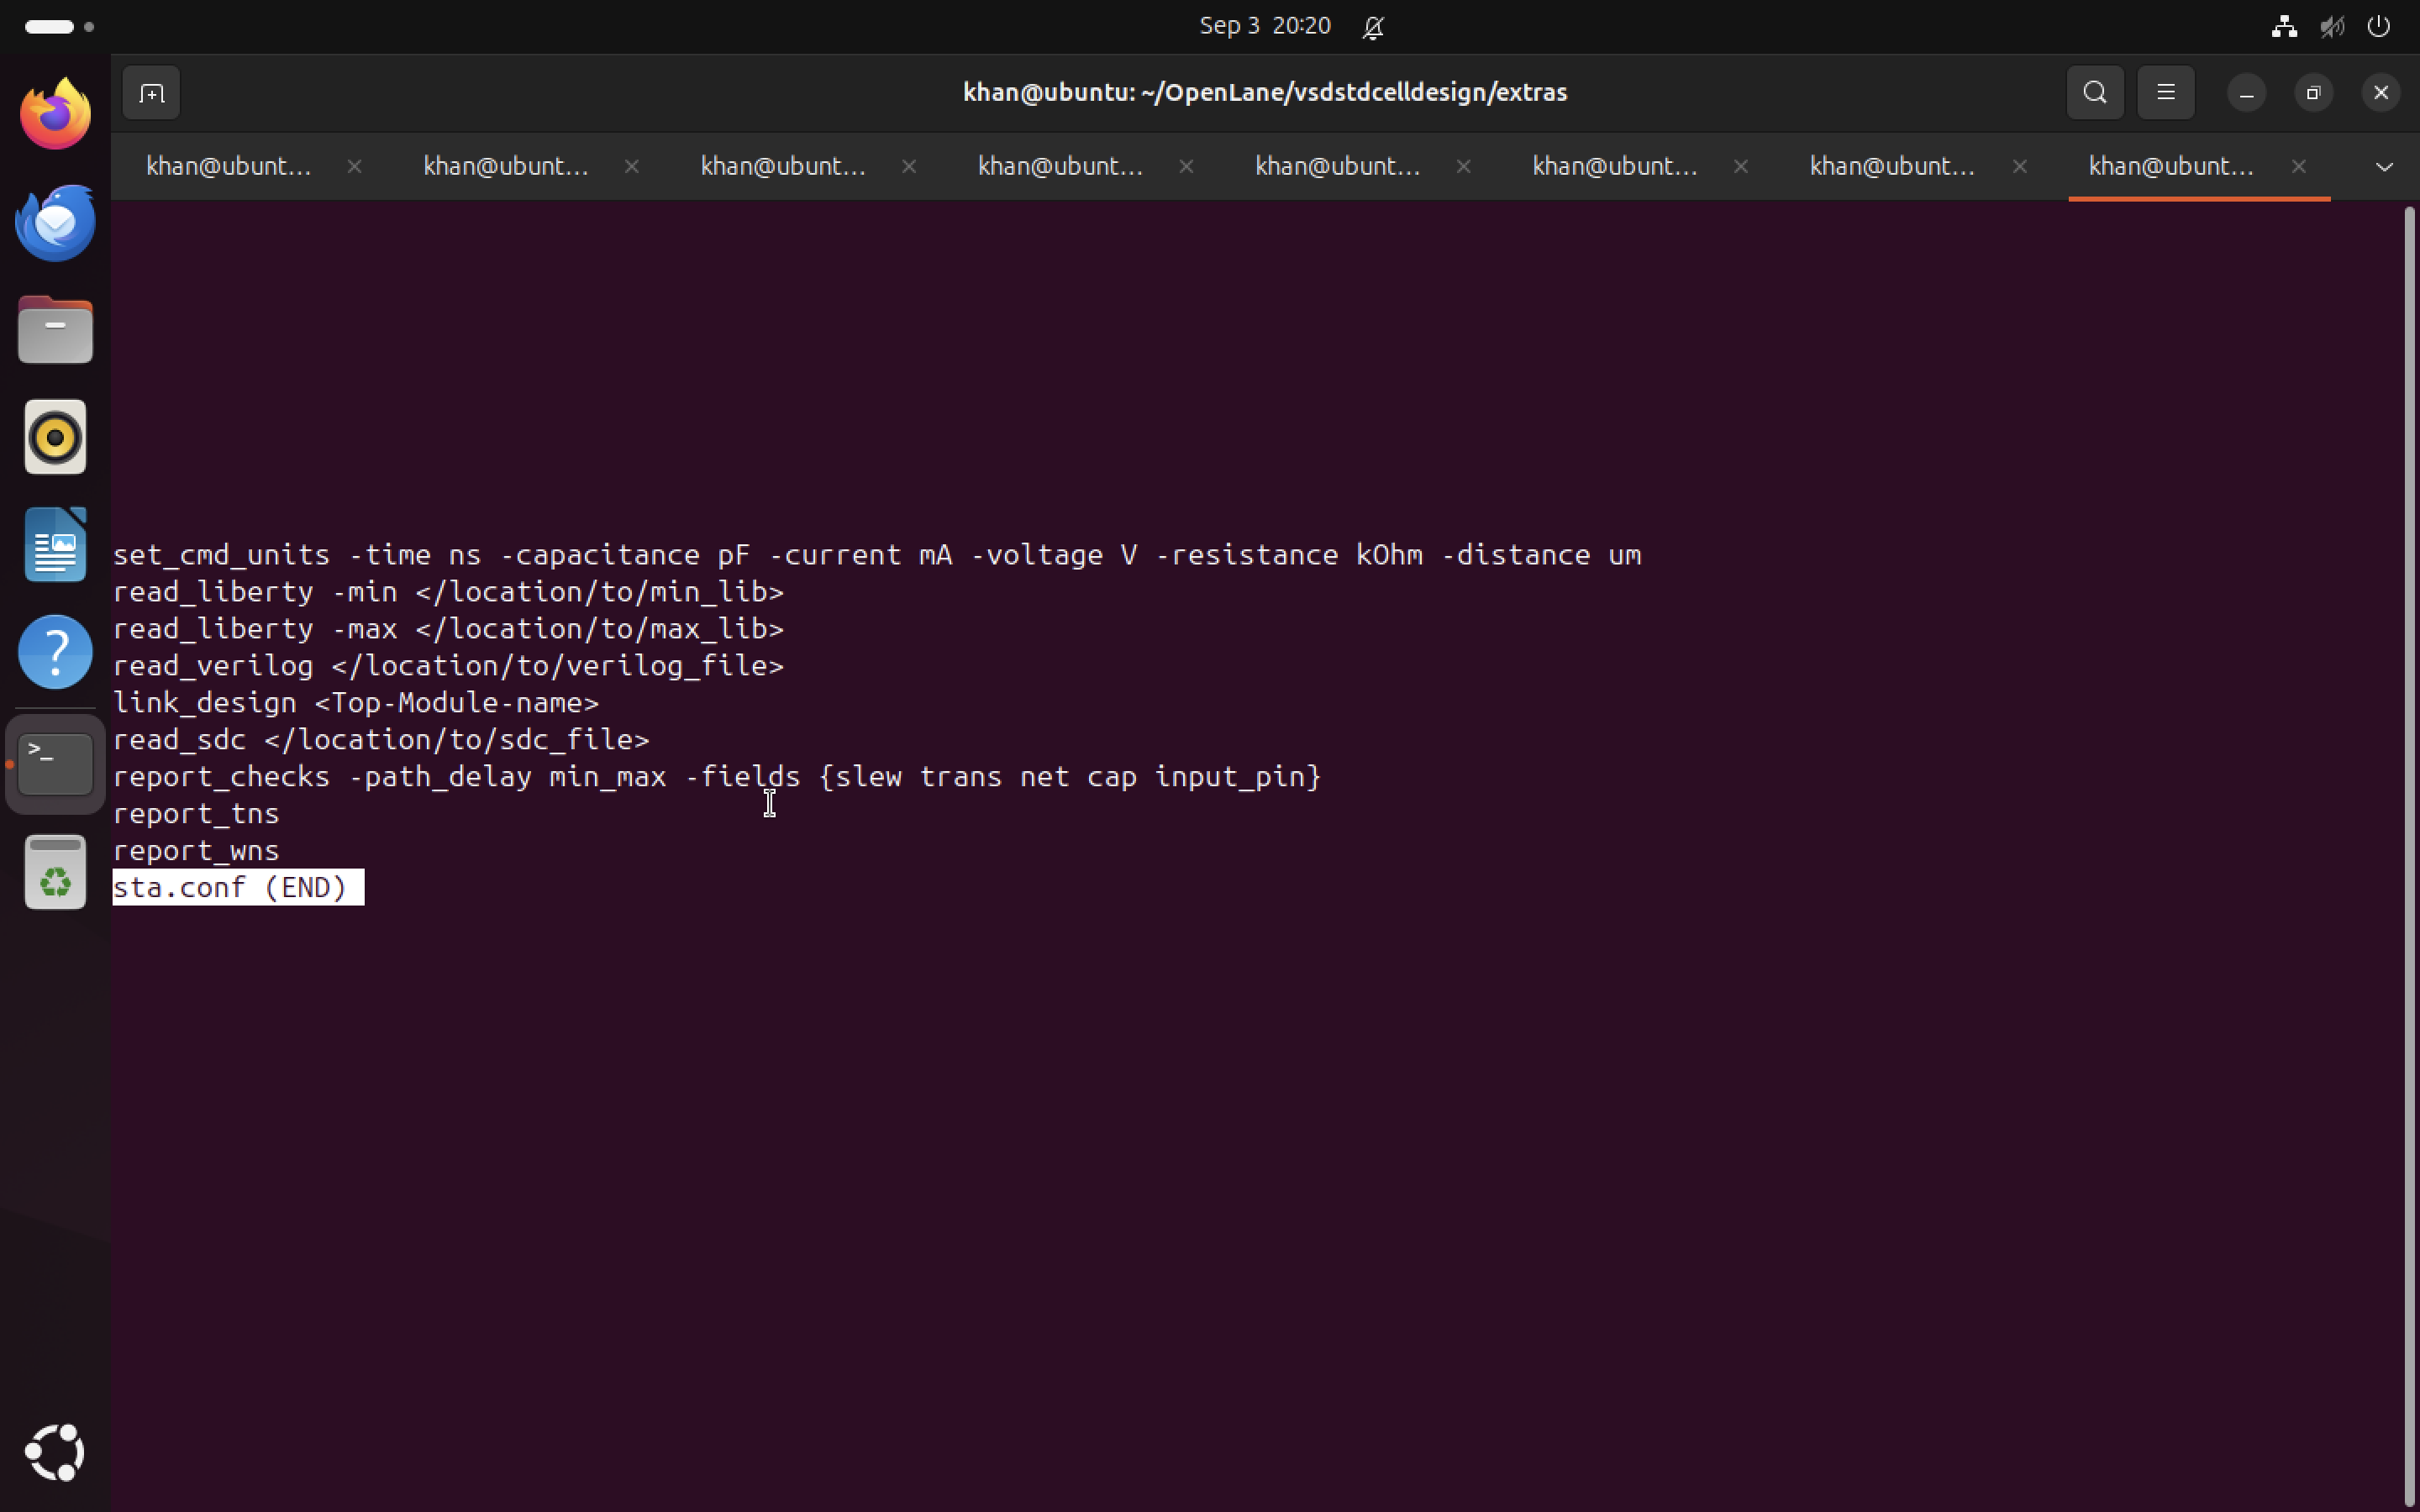 Sep 3 20:20
khan@ubuntu: ~/OpenLane/vsdstdcelldesign/extras
khan@ubunt... khan@ubunt... khan@ubunt... khan@ubunt... khan@ubunt... khan@ubunt... khan@ubunt... khan@ubunt...
set_cmd_units -time ns -capacitance pF -current mA -voltage V -resistance kOhm -distance um
read_liberty -min </location/to/min_lib>
read_liberty -max </location/to/max_lib>
read_verilog </location/to/verilog_file>
link_design <Top-Module-name>
read_sdc </location/to/sdc_file>
report_checks -path_delay min_max -fields {slew trans net cap input_pin}
report_tns
report_wns
sta.conf (END)